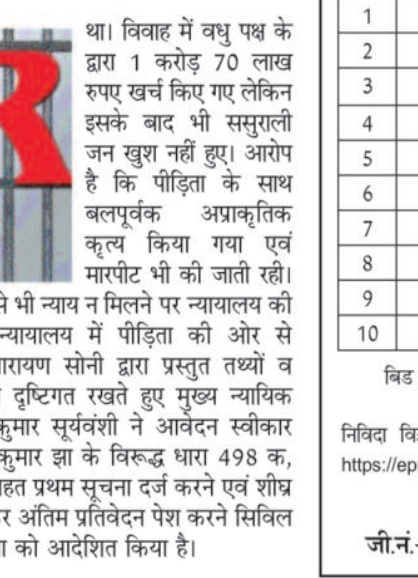 था। विवाह में वधु पक्ष के
द्वारा 1 करोड़ 70 लाख
रुपए खर्च किए गए लेकिन
इसके बाद भी ससुराली
जन खुश नहीं हुए। आरोप
है कि पीड़िता के साथ
बलपूर्वक अप्राकृतिक
कृत्य किया गया एवं
मारपीट भी की जाती रही।
से भी न्याय न मिलने पर न्यायालय की
न्यायालय में पीड़िता की ओर से
ारायण सोनी द्वारा प्रस्तुत तथ्यों व
दृष्टिगत रखते हुए मुख्य न्यायिक
कुमार सूर्यवंशी ने आवेदन स्वीकार
कुमार झा के विरूद्ध धारा 498 क,
हत प्रथम सूचना दर्ज करने एवं शीघ्र
र अंतिम प्रतिवेदन पेश करने सिविल
ा को आदेशित किया है।
R
1
2
3
4
5
6
7
8
9
10
बिड
निविदा
https://ep
जी.नं.